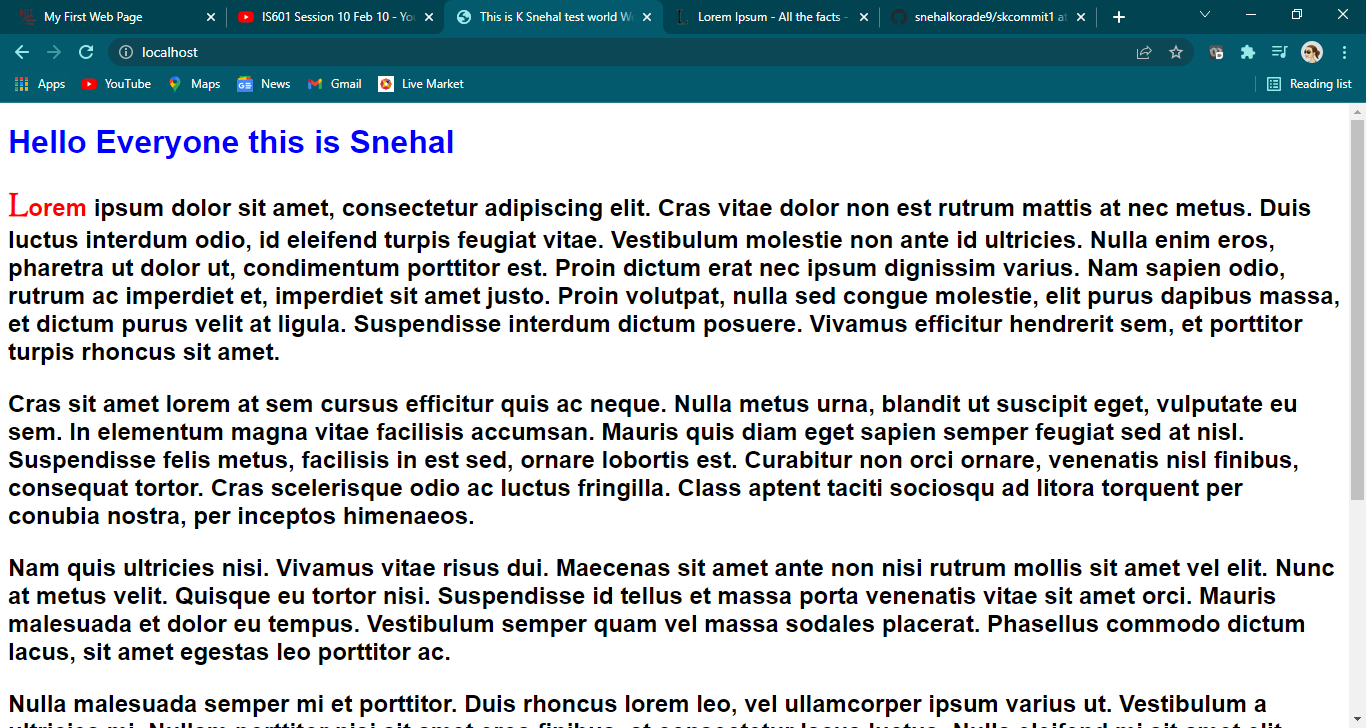 My First Web Page
IS601 Session 10 Feb 10 - You
This is K Snehal test world W
Lorem Ipsum - All the facts -
snehalkorade9/skcommit1 at
localhost
Apps YouTube Maps News Gmail Live Market Reading list
Hello Everyone this is Snehal
Lorem ipsum dolor sit amet, consectetur adipiscing elit. Cras vitae dolor non est rutrum mattis at nec metus. Duis
luctus interdum odio, id eleifend turpis feugiat vitae. Vestibulum molestie non ante id ultricies. Nulla enim eros,
pharetra ut dolor ut, condimentum porttitor est. Proin dictum erat nec ipsum dignissim varius. Nam sapien odio,
rutrum ac imperdiet et, imperdiet sit amet justo. Proin volutpat, nulla sed congue molestie, elit purus dapibus massa,
et dictum purus velit at ligula. Suspendisse interdum dictum posuere. Vivamus efficitur hendrerit sem, et porttitor
turpis rhoncus sit amet.
Cras sit amet lorem at sem cursus efficitur quis ac neque. Nulla metus urna, blandit ut suscipit eget, vulputate eu
sem. In elementum magna vitae facilisis accumsan. Mauris quis diam eget sapien semper feugiat sed at nisl.
Suspendisse felis metus, facilisis in est sed, ornare lobortis est. Curabitur non orci ornare, venenatis nisl finibus,
consequat tortor. Cras scelerisque odio ac luctus fringilla. Class aptent taciti sociosqu ad litora torquent per
conubia nostra, per inceptos himenaeos.
Nam quis ultricies nisi. Vivamus vitae risus dui. Maecenas sit amet ante non nisi rutrum mollis sit amet vel elit. Nunc
at metus velit. Quisque eu tortor nisi. Suspendisse id tellus et massa porta venenatis vitae sit amet orci. Mauris
malesuada et dolor eu tempus. Vestibulum semper quam vel massa sodales placerat. Phasellus commodo dictum
lacus, sit amet egestas leo porttitor ac.
Nulla malesuada semper mi et porttitor. Duis rhoncus lorem leo, vel ullamcorper ipsum varius ut. Vestibulum a